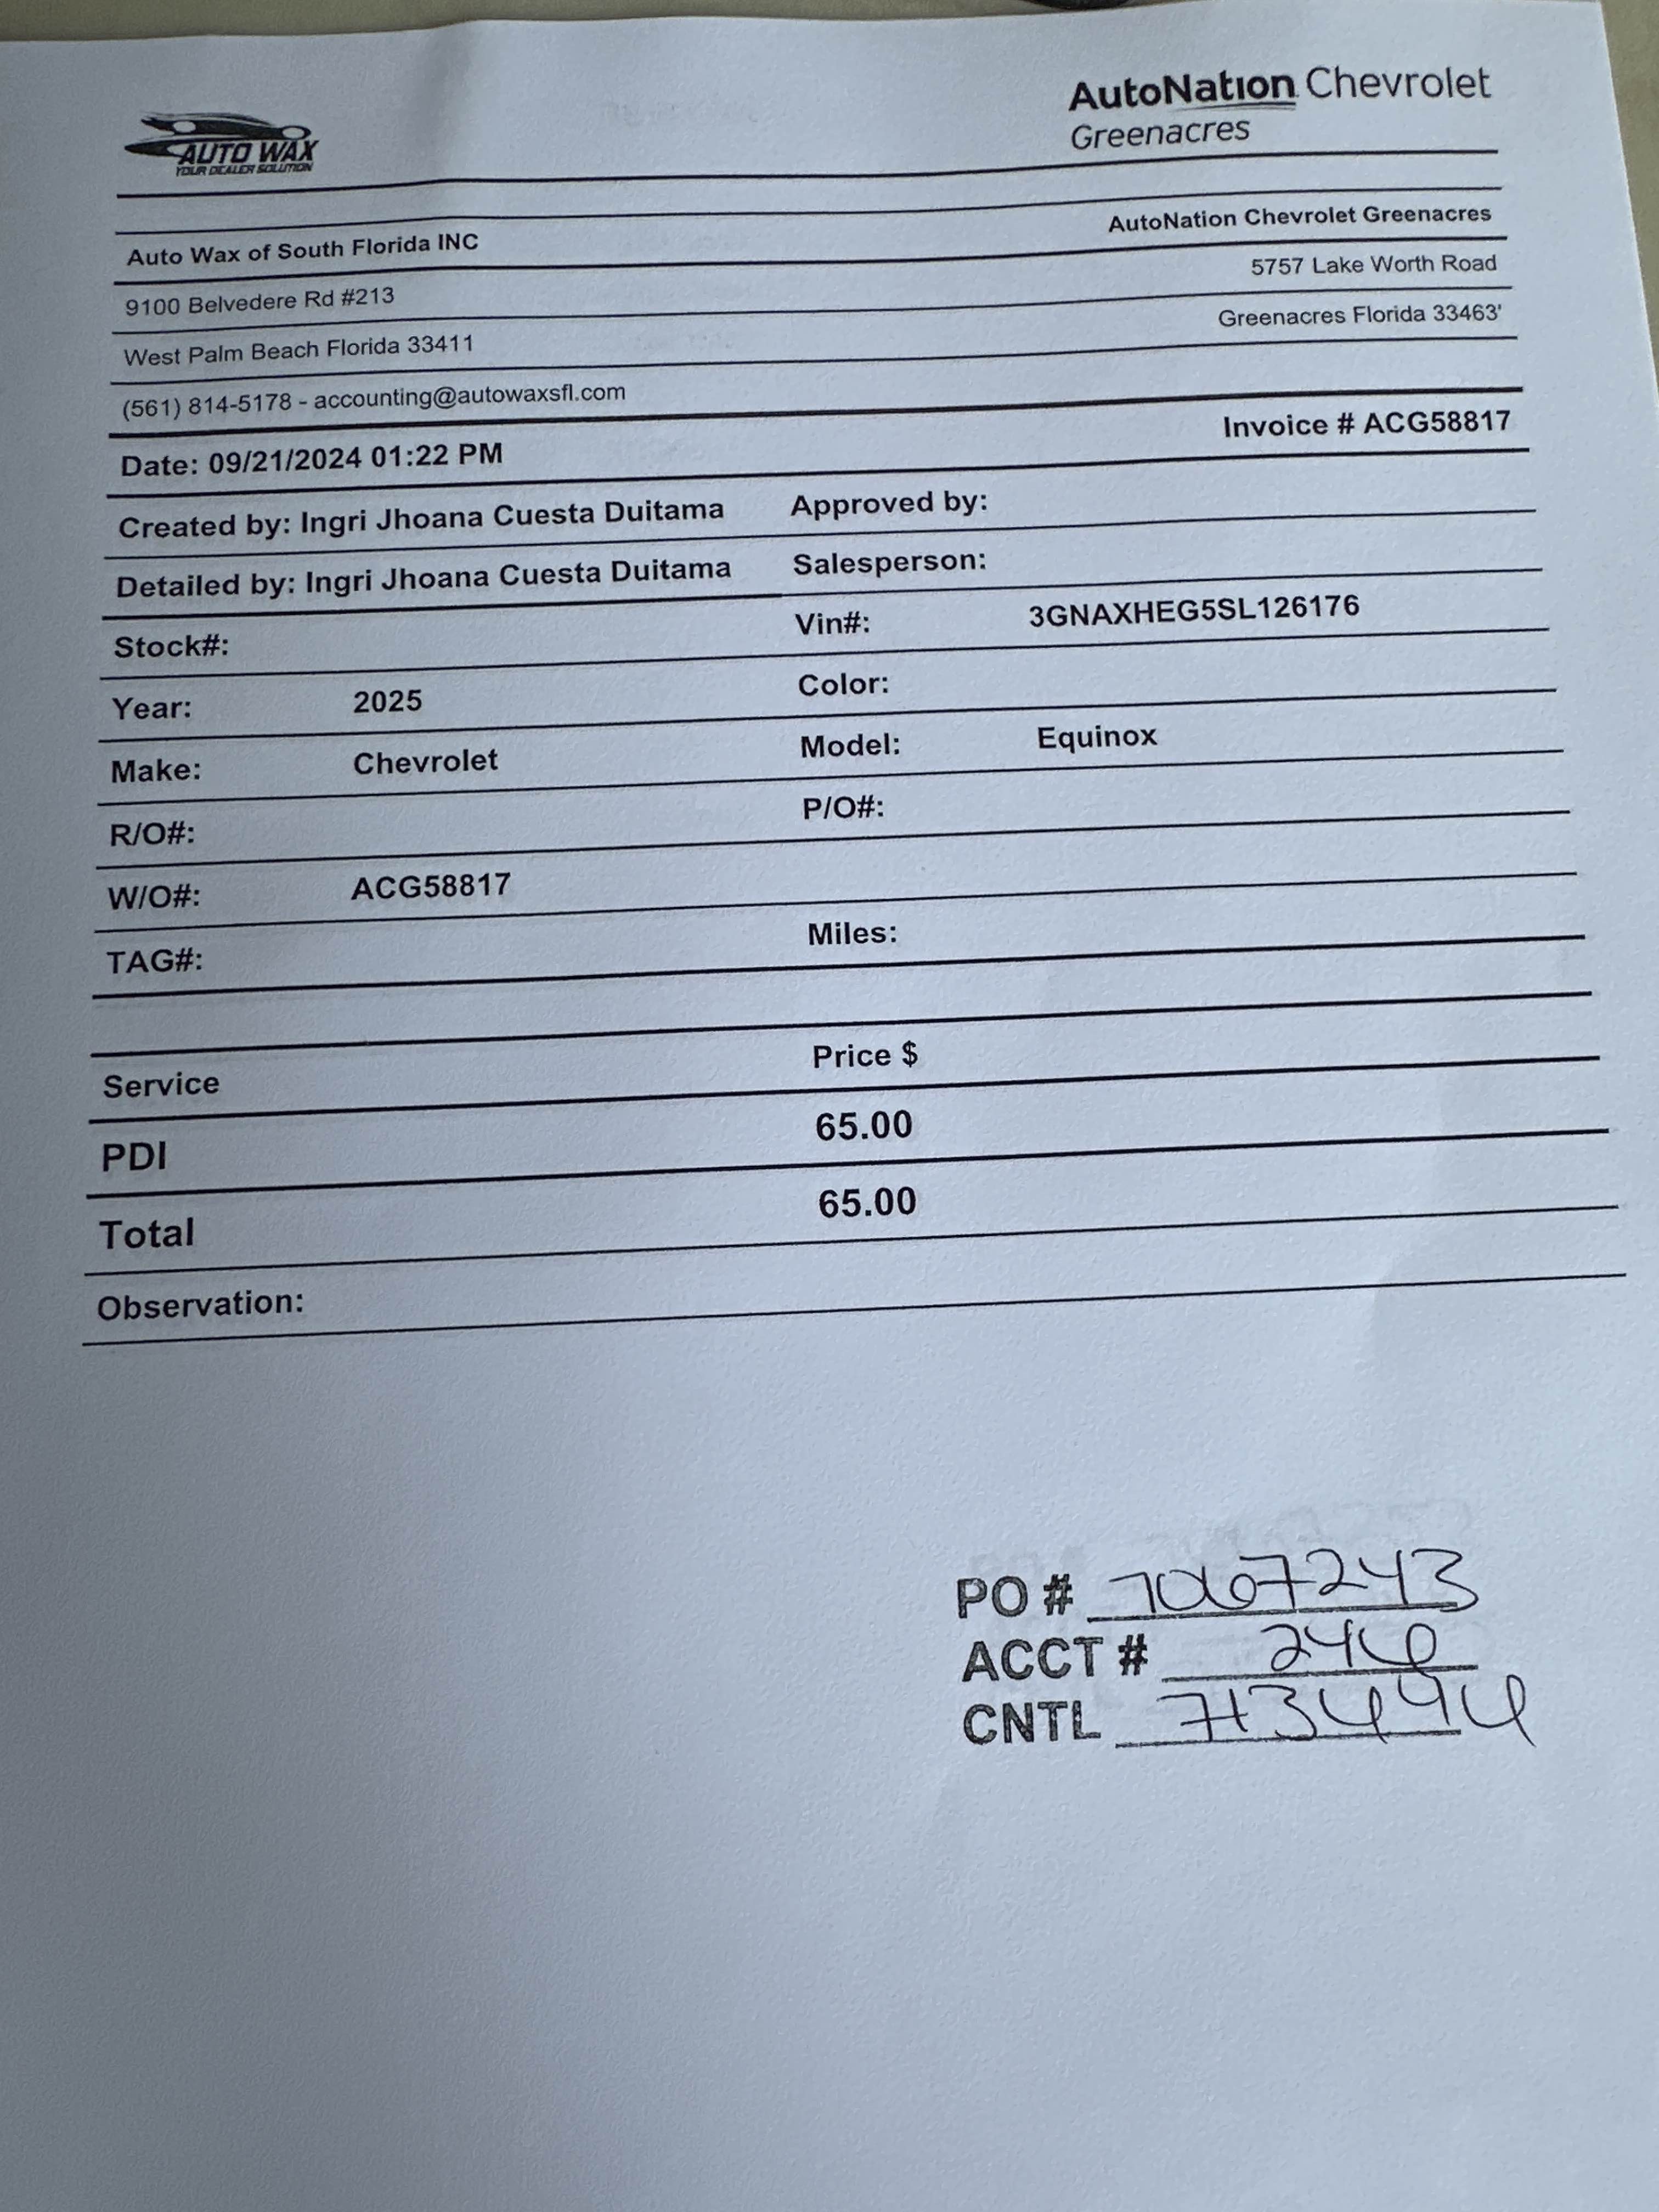 AUTO WAX
YOUR DEALER SOLUTION
AutoNation Chevrolet
Greenacres
Auto Wax of South Florida INC
AutoNation Chevrolet Greenacres
9100 Belvedere Rd #213
5757 Lake Worth Road
West Palm Beach Florida 33411
Greenacres Florida 33463'
(561) 814-5178 - accounting@autowaxsfl.com
Date: 09/21/2024 01:22 PM Invoice # ACG58817
Created by: Ingri Jhoana Cuesta Duitama Approved by:
Detailed by: Ingri Jhoana Cuesta Duitama Salesperson:
Stock#: Vin#: 3GNAXHEG5SL126176
Year: 2025 Color:
Make: Chevrolet Model: Equinox
R/O#: P/O#:
W/O#: ACG58817
TAG#: Miles:
Service Price $
PDI 65.00
Total 65.00
Observation:
PO # 7067243
ACCT #
CNTL